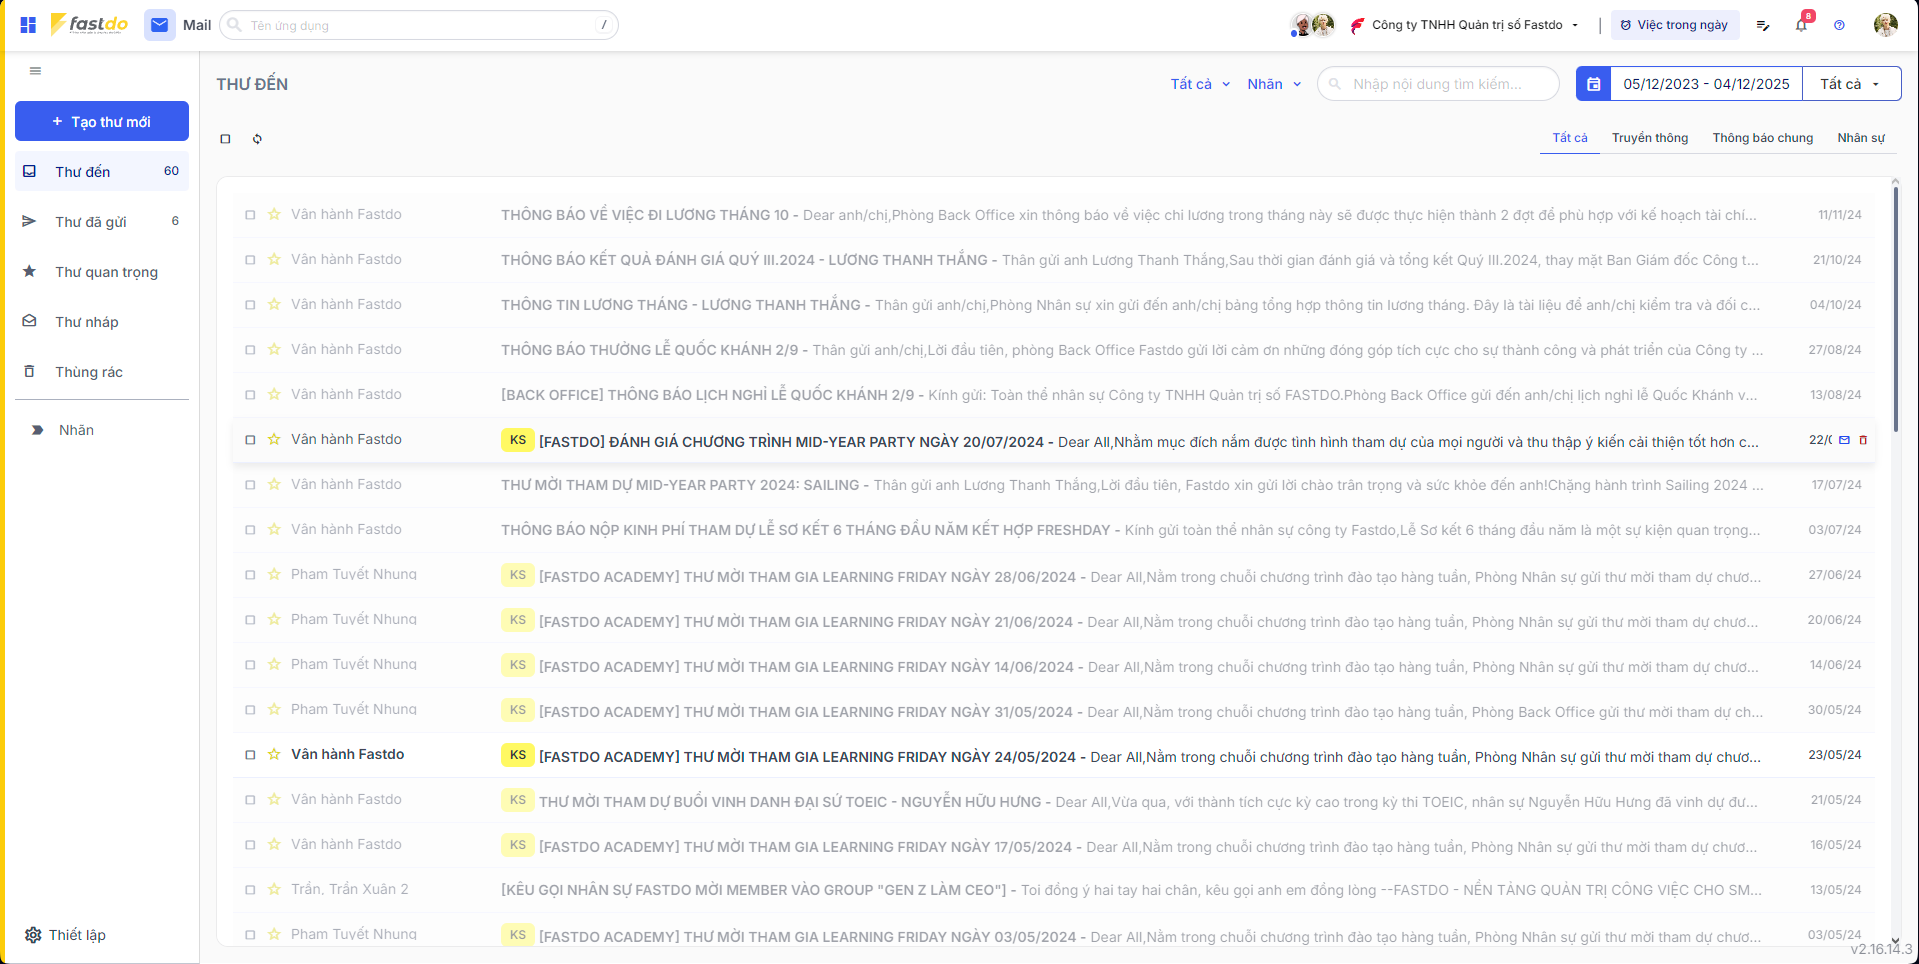 fastdo
Mail
Tên ứng dụng
/
Công ty TNHH Quản trị số Fastdo
Việc trong ngày
8
THƯ ĐẾN
Tất cả
Nhãn
Nhập nội dung tìm kiếm...
05/12/2023 - 04/12/2025
Tất cả
+ Tạo thư mới
Thư đến 60
Thư đã gửi 6
Thư quan trọng
Thư nháp
Thùng rác
Nhãn
Thiết lập
Tất cả
Truyền thông
Thông báo chung
Nhân sự
Vận hành Fastdo THÔNG BÁO VỀ VIỆC ĐI LƯƠNG THÁNG 10 - Dear anh/chị,Phòng Back Office xin thông báo về việc chi lương trong tháng này sẽ được thực hiện thành 2 đợt để phù hợp với kế hoạch tài chí... 11/11/24
Vận hành Fastdo THÔNG BÁO KẾT QUẢ ĐÁNH GIÁ QUÝ III.2024 - LƯƠNG THANH THẮNG - Thân gửi anh Lương Thanh Thắng,Sau thời gian đánh giá và tổng kết Quý III.2024, thay mặt Ban Giám đốc Công t... 21/10/24
Vận hành Fastdo THÔNG TIN LƯƠNG THÁNG - LƯƠNG THANH THẮNG - Thân gửi anh/chị,Phòng Nhân sự xin gửi đến anh/chị bảng tổng hợp thông tin lương tháng. Đây là tài liệu để anh/chị kiểm tra và đối c... 04/10/24
Vận hành Fastdo THÔNG BÁO THƯỞNG LỄ QUỐC KHÁNH 2/9 - Thân gửi anh/chị,Lời đầu tiên, phòng Back Office Fastdo gửi lời cảm ơn những đóng góp tích cực cho sự thành công và phát triển của Công ty ... 27/08/24
Vận hành Fastdo [BACK OFFICE] THÔNG BÁO LỊCH NGHỈ LỄ QUỐC KHÁNH 2/9 - Kính gửi: Toàn thể nhân sự Công ty TNHH Quản trị số FASTDO.Phòng Back Office gửi đến anh/chị lịch nghỉ lễ Quốc Khánh v... 13/08/24
Vận hành Fastdo KS [FASTDO] ĐÁNH GIÁ CHƯƠNG TRÌNH MID-YEAR PARTY NGÀY 20/07/2024 - Dear All,Nhằm mục đích nắm được tình hình tham dự của mọi người và thu thập ý kiến cải thiện tốt hơn c... 22/0
Vận hành Fastdo THƯ MỜI THAM DỰ MID-YEAR PARTY 2024: SAILING - Thân gửi anh Lương Thanh Thắng,Lời đầu tiên, Fastdo xin gửi lời chào trân trọng và sức khỏe đến anh!Chặng hành trình Sailing 2024 ... 17/07/24
Vận hành Fastdo THÔNG BÁO NỘP KINH PHÍ THAM DỰ LỄ SƠ KẾT 6 THÁNG ĐẦU NĂM KẾT HỢP FRESHDAY - Kính gửi toàn thể nhân sự công ty Fastdo,Lễ Sơ kết 6 tháng đầu năm là một sự kiện quan trọng... 03/07/24
Phạm Tuyết Nhung KS [FASTDO ACADEMY] THƯ MỜI THAM GIA LEARNING FRIDAY NGÀY 28/06/2024 - Dear All,Nằm trong chuỗi chương trình đào tạo hàng tuần, Phòng Nhân sự gửi thư mời tham dự chươ... 27/06/24
Phạm Tuyết Nhung KS [FASTDO ACADEMY] THƯ MỜI THAM GIA LEARNING FRIDAY NGÀY 21/06/2024 - Dear All,Nằm trong chuỗi chương trình đào tạo hàng tuần, Phòng Nhân sự gửi thư mời tham dự chươ... 20/06/24
Phạm Tuyết Nhung KS [FASTDO ACADEMY] THƯ MỜI THAM GIA LEARNING FRIDAY NGÀY 14/06/2024 - Dear All,Nằm trong chuỗi chương trình đào tạo hàng tuần, Phòng Nhân sự gửi thư mời tham dự chươ... 14/06/24
Phạm Tuyết Nhung KS [FASTDO ACADEMY] THƯ MỜI THAM GIA LEARNING FRIDAY NGÀY 31/05/2024 - Dear All,Nằm trong chuỗi chương trình đào tạo hàng tuần, Phòng Back Office gửi thư mời tham dự ch... 30/05/24
Vận hành Fastdo KS [FASTDO ACADEMY] THƯ MỜI THAM GIA LEARNING FRIDAY NGÀY 24/05/2024 - Dear All,Nằm trong chuỗi chương trình đào tạo hàng tuần, Phòng Nhân sự gửi thư mời tham dự chươ... 23/05/24
Vận hành Fastdo KS THƯ MỜI THAM DỰ BUỔI VINH DANH ĐẠI SỨ TOEIC - NGUYỄN HỮU HƯNG - Dear All,Vừa qua, với thành tích cực kỳ cao trong kỳ thi TOEIC, nhân sự Nguyễn Hữu Hưng đã vinh dự đư... 21/05/24
Vận hành Fastdo KS [FASTDO ACADEMY] THƯ MỜI THAM GIA LEARNING FRIDAY NGÀY 17/05/2024 - Dear All,Nằm trong chuỗi chương trình đào tạo hàng tuần, Phòng Nhân sự gửi thư mời tham dự chươ... 16/05/24
Trần. Trần Xuân 2 [KÊU GỌI NHÂN SỰ FASTDO MỜI MEMBER VÀO GROUP "GEN Z LÀM CEO"] - Toi đồng ý hai tay hai chân, kêu gọi anh em đồng lòng --FASTDO - NỀN TẢNG QUẢN TRỊ CÔNG VIỆC CHO SM... 13/05/24
Phạm Tuyết Nhung KS [FASTDO ACADEMY] THƯ MỜI THAM GIA LEARNING FRIDAY NGÀY 03/05/2024 - Dear All,Nằm trong chuỗi chương trình đào tạo hàng tuần, Phòng Nhân sự gửi thư mời tham dự chươ... 03/05/24
v2.16.14.3